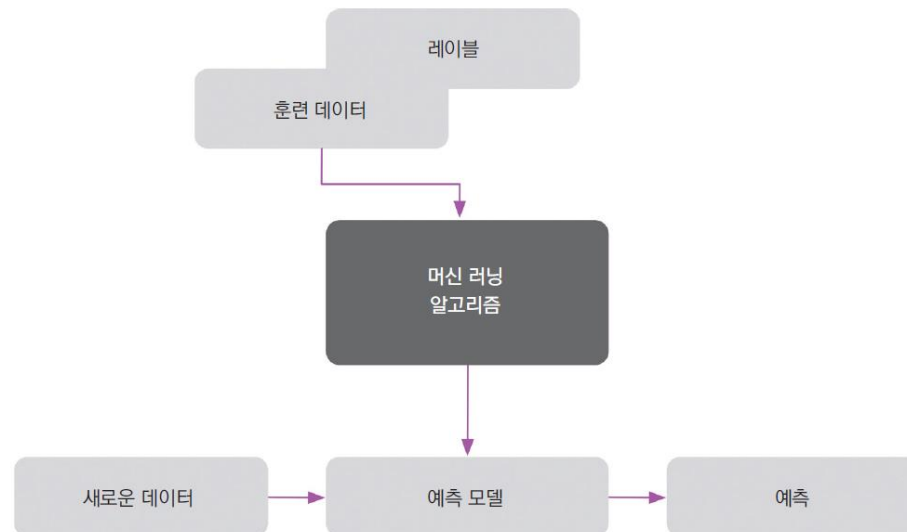 레이블
훈련 데이터
머신 러닝
알고리즘
새로운 데이터
예측 모델
예측